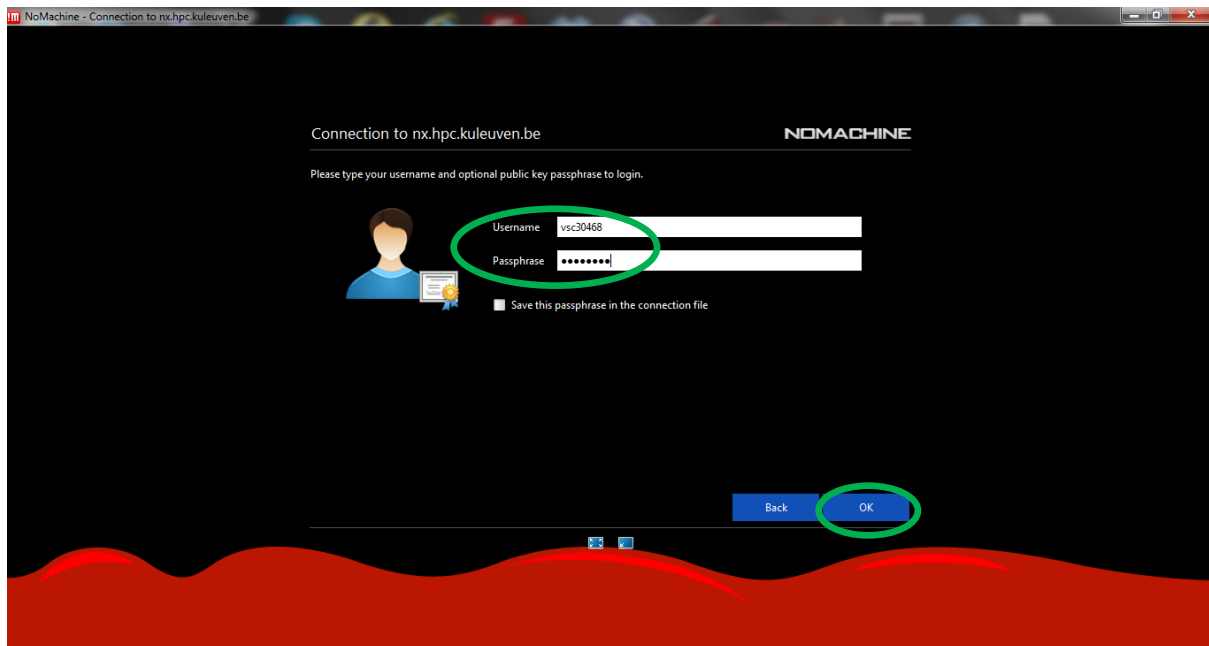 NoMachine - Connection to nx.hpc.kuleuven.be
Connection to nx.hpc.kuleuven.be NOMACHINE
Please type your username and optional public key passphrase to login.
Username vsc30468
Passphrase ••••••••
Save this passphrase in the connection file
Back OK